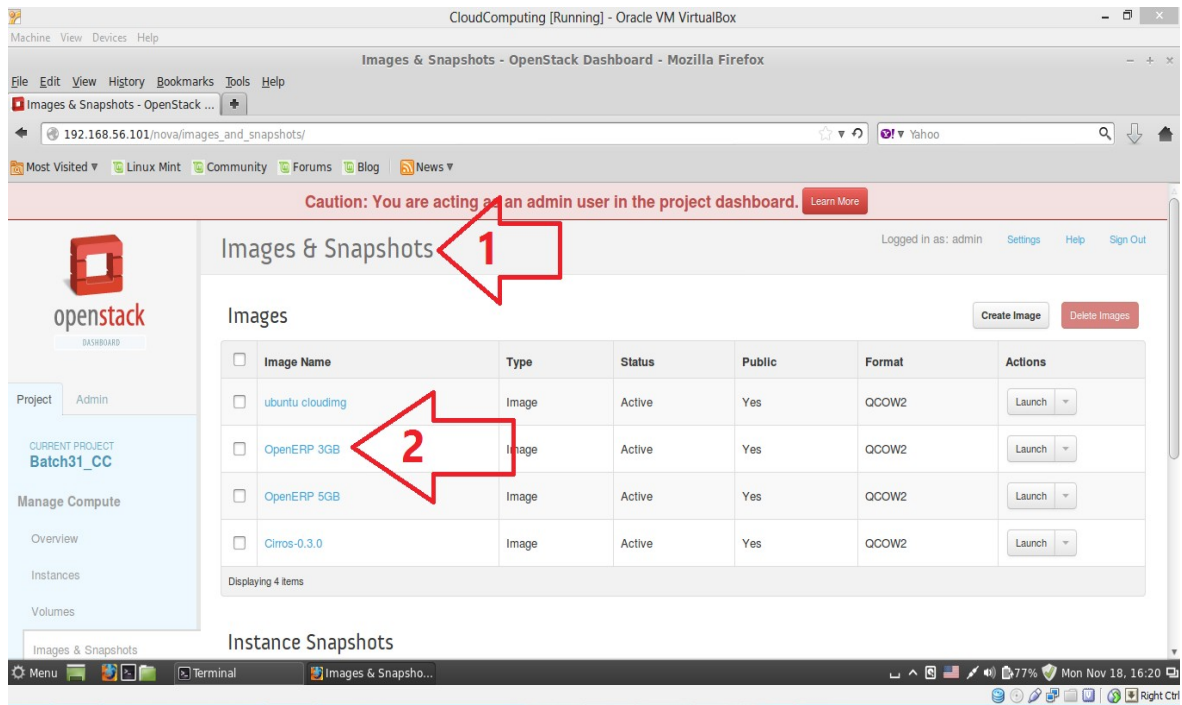 CloudComputing [Running] - Oracle VM VirtualBox
Machine View Devices Help
Images & Snapshots - OpenStack Dashboard - Mozilla Firefox
File Edit View History Bookmarks Tools Help
Images & Snapshots - OpenStack ...
192.168.56.101/nova/images_and_snapshots/
Yahoo
Most Visited Linux Mint Community Forums Blog News
Caution: You are acting as an admin user in the project dashboard. Learn More
Images & Snapshots
1
Logged in as: admin Settings Help Sign Out
openstack
DASHBOARD
Project Admin
CURRENT PROJECT
Batch31_CC
Manage Compute
Overview
Instances
Volumes
Images & Snapshots
Images
Create Image Delete Images
Image Name Type Status Public Format Actions
ubuntu cloudimg Image Active Yes QCOW2 Launch
OpenERP 3GB 2 Image Active Yes QCOW2 Launch
OpenERP 5GB Image Active Yes QCOW2 Launch
Cirros-0.3.0 Image Active Yes QCOW2 Launch
Displaying 4 items
Instance Snapshots
Menu Terminal Images & Snapsho... 77% Mon Nov 18, 16:20
Right Ctrl